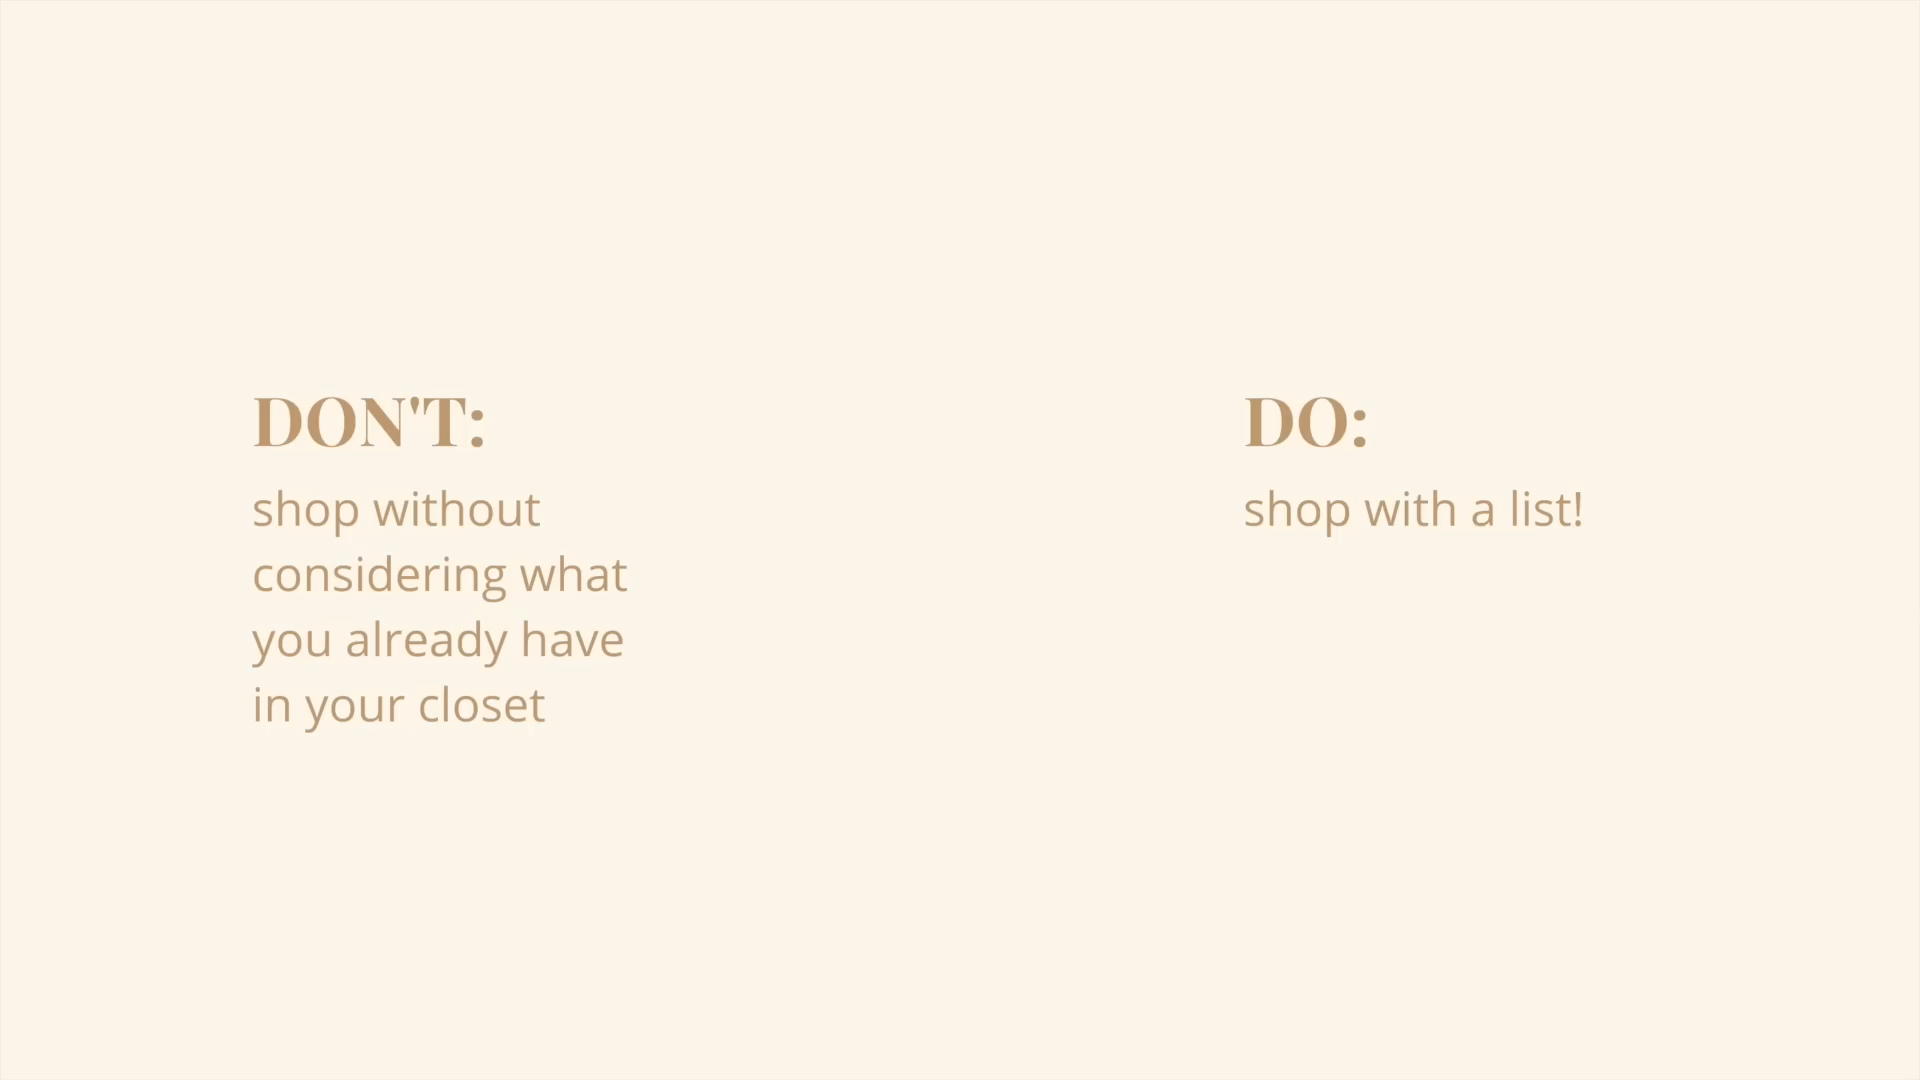 DON'T:
shop without
considering what
you already have
in your closet
DO:
shop with a list!